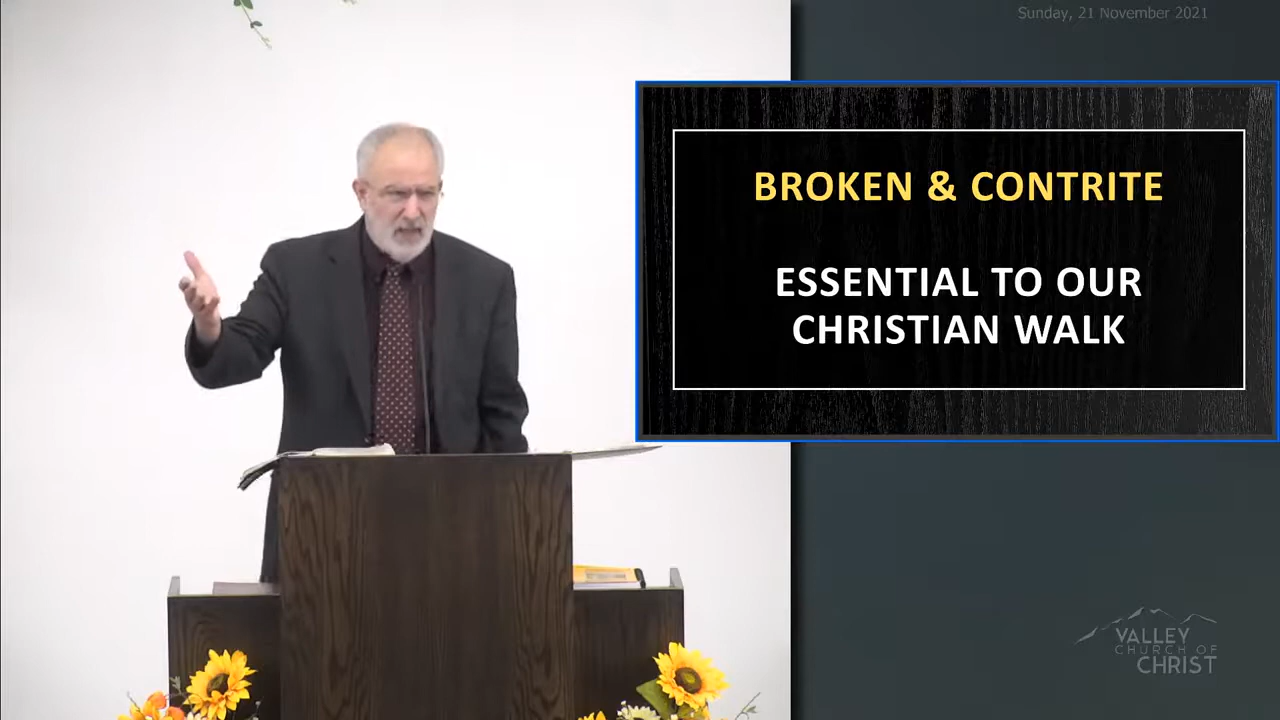 Sunday, 21 November 2021
BROKEN & CONTRITE
ESSENTIAL TO OUR
CHRISTIAN WALK
VALLEY
CHURCH OF
CHRIST